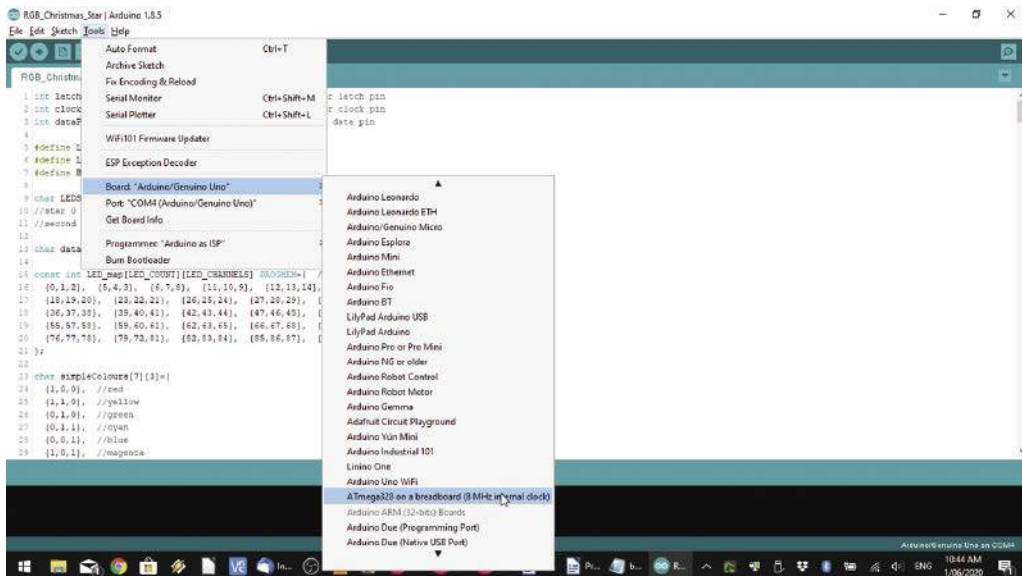 RGB_Christmas_Star | Arduino 1.8.5
File Edit Sketch Tools Help
RGB_Christm
Auto Format Ctrl+T
Archive Sketch
Fix Encoding & Reload
Serial Monitor Ctrl+Shift+M
Serial Plotter Ctrl+Shift+L
WiFi101 Firmware Updater
ESP Exception Decoder
Board: "Arduino/Genuino Uno"
Port: "COM4 (Arduino/Genuino Uno)"
Get Board Info
Programmer: "Arduino as ISP"
Burn Bootloader
1 int latch r latch pin
2 int clock r clock pin
3 int dataP data pin
4
5 #define L
6 #define L
7 #define
8
9 char LEDS
10 //star 0
11 //second
12
13 char data
14
15 const int LED_map[LED_COUNT][LED_CHANNELS] PROGMEM={ /
16 {0,1,2}, {5,4,3}, {6,7,8}, {11,10,9}, {12,13,14},
17 {18,19,20}, {23,22,21}, {26,25,24}, {27,28,29}, {
18 {36,37,38}, {39,40,41}, {42,43,44}, {47,46,45}, {
19 {55,57,58}, {59,60,61}, {62,63,65}, {66,67,68}, {
20 {76,77,78}, {79,72,81}, {82,83,84}, {85,86,87}, {
21 };
22
23 char simpleColours[7][3]={
24 {1,0,0}, //red
25 {1,1,0}, //yellow
26 {0,1,0}, //green
27 {0,1,1}, //cyan
28 {0,0,1}, //blue
29 {1,0,1}, //magenta
Arduino Leonardo
Arduino Leonardo ETH
Arduino/Genuino Micro
Arduino Esplora
Arduino Mini
Arduino Ethernet
Arduino Fio
Arduino BT
LilyPad Arduino USB
LilyPad Arduino
Arduino Pro or Pro Mini
Arduino NG or older
Arduino Robot Control
Arduino Robot Motor
Arduino Gemma
Adafruit Circuit Playground
Arduino Yún Mini
Arduino Industrial 101
Linino One
Arduino Uno WiFi
ATmega328 on a breadboard (8 MHz internal clock)
Arduino ARM (32-bits) Boards
Arduino Due (Programming Port)
Arduino Due (Native USB Port)
Arduino/Genuino Uno on COM4
In... Pr... b... R... ENG 10:44 AM
1/06/2020